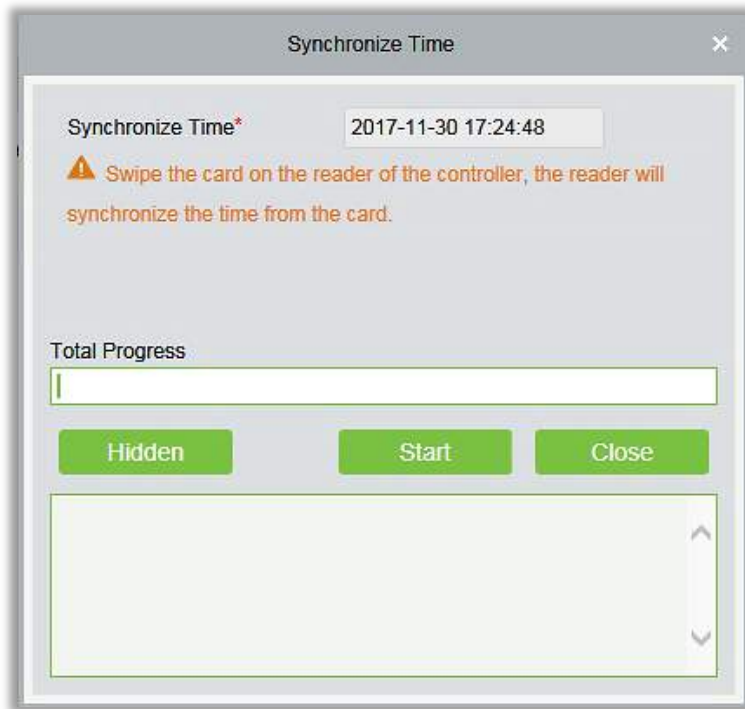 Synchronize Time
Synchronize Time* 2017-11-30 17:24:48
Swipe the card on the reader of the controller, the reader will
synchronize the time from the card.
Total Progress
Hidden Start Close